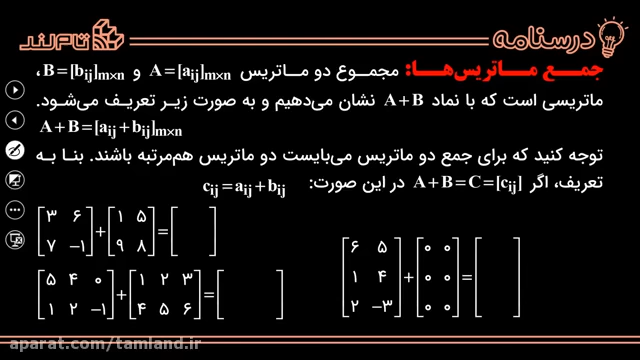 درسنامه
تام‌لند
جمع ماتریس‌ها: مجموع دو ماتریس A=[aij]m×n و B=[bij]m×n ،
ماتریسی است که با نماد A+B نشان می‌دهیم و به صورت زیر تعریف می‌شود.
A+B=[aij+bij]m×n
توجه کنید که برای جمع دو ماتریس می‌بایست دو ماتریس هم‌مرتبه باشند. بنا به
تعریف، اگر A+B=C=[cij] در این صورت: cij=aij+bij
[۳ ۶] + [۱ ۵] = [ ]
[۷ −۱] [۹ ۸]
[۶ ۵] [۰ ۰]
[۱ ۴] + [۰ ۰] = [ ]
[۲ −۳] [۰ ۰]
[۵ ۴ ۰] + [۱ ۲ ۳] = [ ]
[۱ ۲ −۱] [۴ ۵ ۶]
aparat.com/tamland.ir